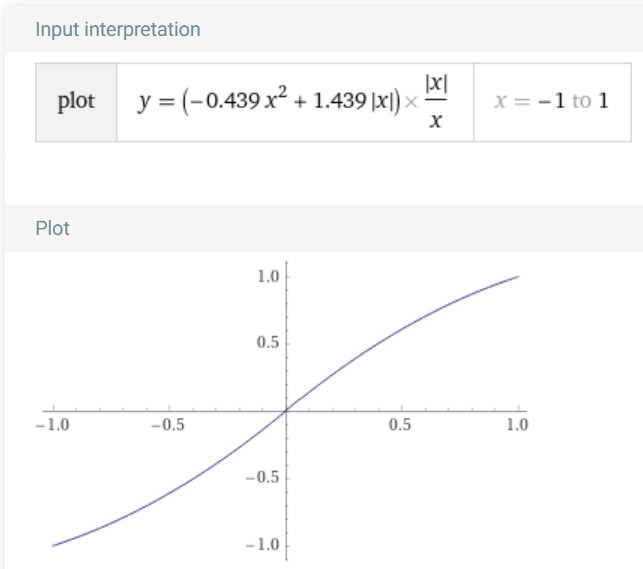 Input interpretation
plot y = (−0.439 x² + 1.439 |x|) × |x|/x x = −1 to 1
Plot
1.0
0.5
−1.0 −0.5 0.5 1.0
−0.5
−1.0